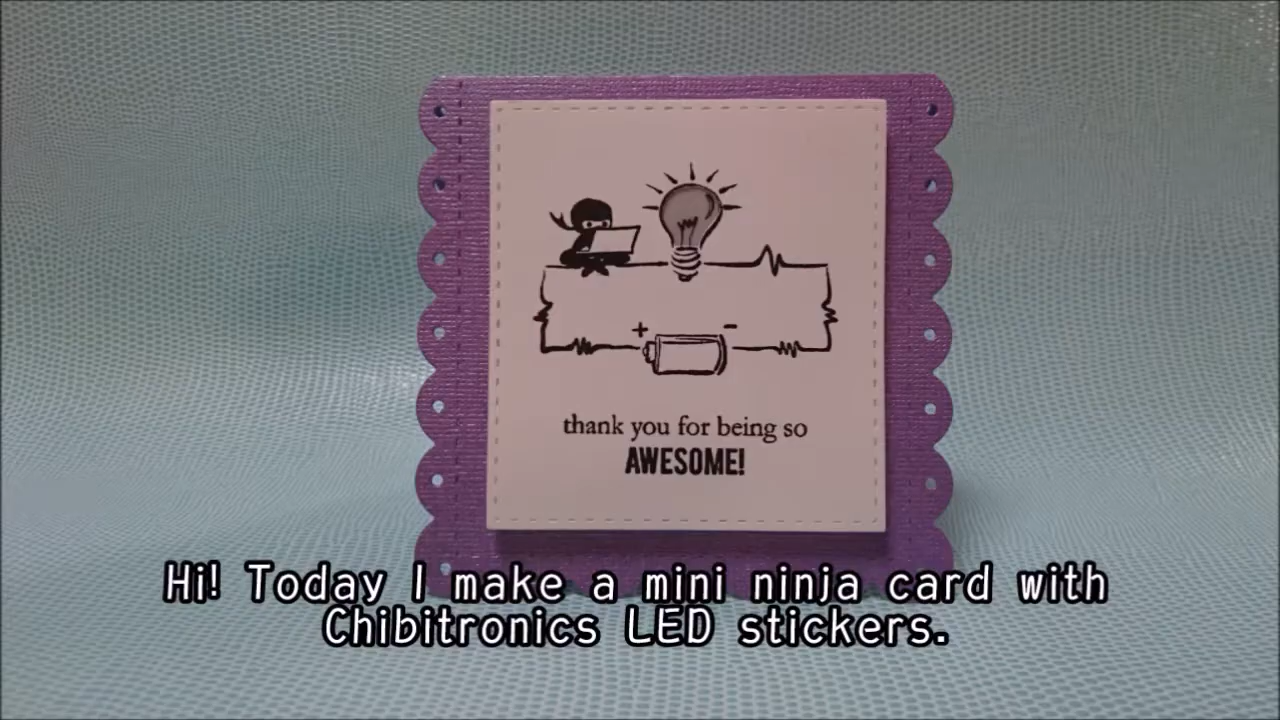 + -
thank you for being so
AWESOME!
Hi! Today I make a mini ninja card with
Chibitronics LED stickers.